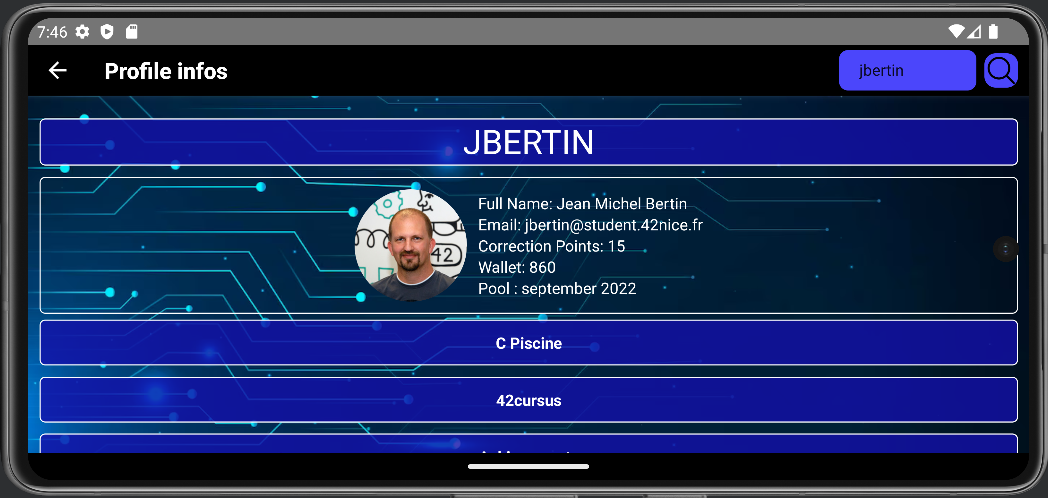 7:46
Profile infos
jbertin
JBERTIN
42
Full Name: Jean Michel Bertin
Email: jbertin@student.42nice.fr
Correction Points: 15
Wallet: 860
Pool : september 2022
C Piscine
42cursus